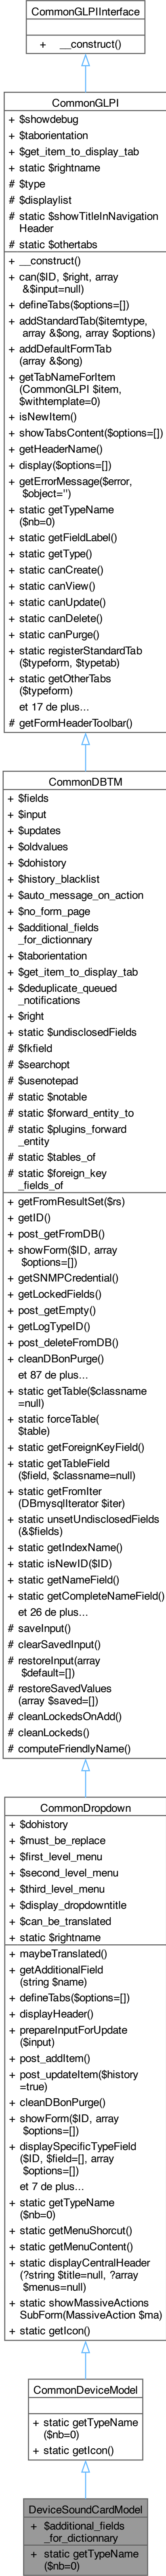 CommonGLPIInterface
+ __construct()
CommonGLPI
+ $showdebug
+ $taborientation
+ $get_item_to_display_tab
+ static $rightname
# $type
# $displaylist
# static $showTitleInNavigation
Header
# static $othertabs
+ __construct()
+ can($ID, $right, array
&$input=null)
+ defineTabs($options=[])
+ addStandardTab($itemtype,
array &$ong, array $options)
+ addDefaultFormTab
(array &$ong)
+ getTabNameForItem
(CommonGLPI $item,
$withtemplate=0)
+ isNewItem()
+ showTabsContent($options=[])
+ getHeaderName()
+ display($options=[])
+ getErrorMessage($error,
$object='')
+ static getTypeName
($nb=0)
+ static getFieldLabel()
+ static getType()
+ static canCreate()
+ static canView()
+ static canUpdate()
+ static canDelete()
+ static canPurge()
+ static registerStandardTab
($typeform, $typetab)
+ static getOtherTabs
($typeform)
et 17 de plus...
# getFormHeaderToolbar()
CommonDBTM
+ $fields
+ $input
+ $updates
+ $oldvalues
+ $dohistory
+ $history_blacklist
+ $auto_message_on_action
+ $no_form_page
+ $additional_fields
_for_dictionnary
+ $taborientation
+ $get_item_to_display_tab
+ $deduplicate_queued
_notifications
+ $right
+ static $undisclosedFields
# $fkfield
# $searchopt
# $usenotepad
# static $notable
# static $forward_entity_to
# static $plugins_forward
_entity
# static $tables_of
# static $foreign_key
_fields_of
+ getFromResultSet($rs)
+ getID()
+ post_getFromDB()
+ showForm($ID, array
$options=[])
+ getSNMPCredential()
+ getLockedFields()
+ post_getEmpty()
+ getLogTypeID()
+ post_deleteFromDB()
+ cleanDBonPurge()
et 87 de plus...
+ static getTable($classname
=null)
+ static forceTable(
$table)
+ static getForeignKeyField()
+ static getTableField
($field, $classname=null)
+ static getFromIter
(DBmysqlIterator $iter)
+ static unsetUndisclosedFields
(&$fields)
+ static getIndexName()
+ static isNewID($ID)
+ static getNameField()
+ static getCompleteNameField()
et 26 de plus...
# saveInput()
# clearSavedInput()
# restoreInput(array
$default=[])
# restoreSavedValues
(array $saved=[])
# cleanLockedsOnAdd()
# cleanLockeds()
# computeFriendlyName()
CommonDropdown
+ $dohistory
+ $must_be_replace
+ $first_level_menu
+ $second_level_menu
+ $third_level_menu
+ $display_dropdowntitle
+ $can_be_translated
+ static $rightname
+ maybeTranslated()
+ getAdditionalField
(string $name)
+ defineTabs($options=[])
+ displayHeader()
+ prepareInputForUpdate
($input)
+ post_addItem()
+ post_updateItem($history
=true)
+ cleanDBonPurge()
+ showForm($ID, array
$options=[])
+ displaySpecificTypeField
($ID, $field=[], array
$options=[])
et 7 de plus...
+ static getTypeName
($nb=0)
+ static getMenuShorcut()
+ static getMenuContent()
+ static displayCentralHeader
(?string $title=null, ?array
$menus=null)
+ static showMassiveActions
SubForm(MassiveAction $ma)
+ static getIcon()
CommonDeviceModel
+ static getTypeName
($nb=0)
+ static getIcon()
DeviceSoundCardModel
+ $additional_fields
_for_dictionnary
+ static getTypeName
($nb=0)